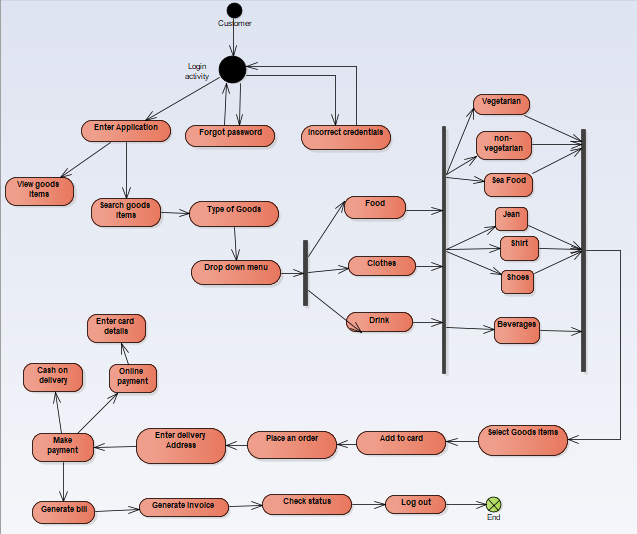 Customer
Login
activity
Enter Application
Forgot password
Incorrect credentials
View goods
Items
Search goods
Items
Type of Goods
Drop down menu
Food
Clothes
Drink
Vegetarian
non-
vegetarian
Sea Food
Jean
Shirt
Shoes
Beverages
Select Goods Items
Add to card
Place an order
Enter delivery
Address
Make
payment
Cash on
delivery
Online
payment
Enter card
details
Generate bill
Generate Invoice
Check status
Log out
End